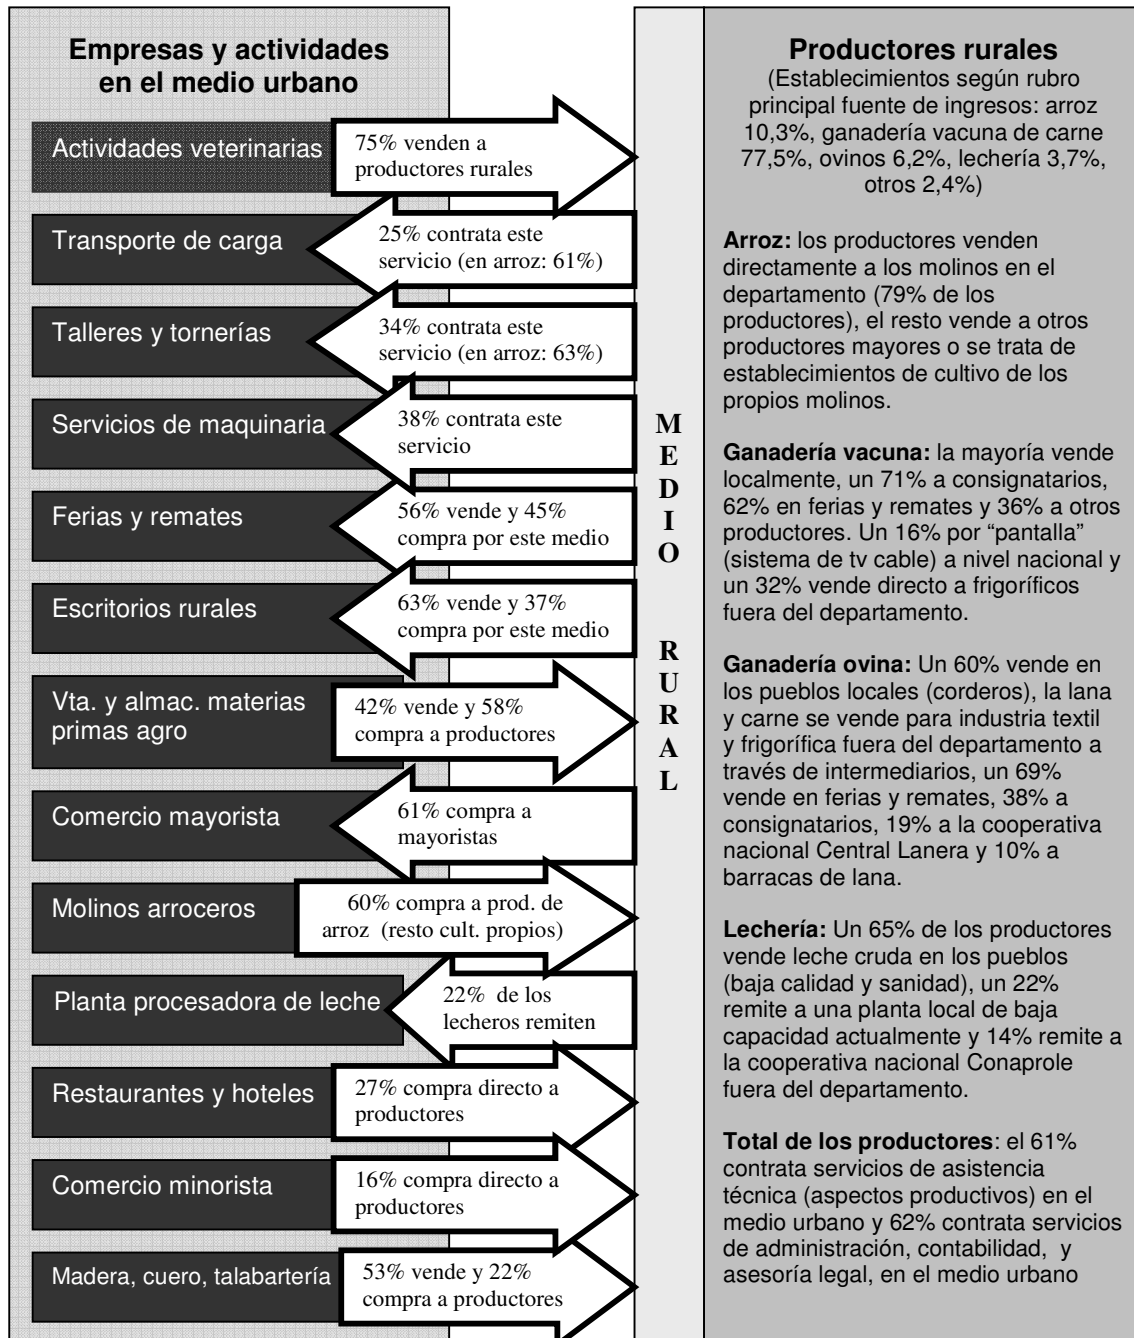 Empresas y actividades
en el medio urbano
Actividades veterinarias
75% venden a
productores rurales
Transporte de carga
25% contrata este
servicio (en arroz: 61%)
Talleres y tornerías
34% contrata este
servicio (en arroz: 63%)
Servicios de maquinaria
38% contrata este
servicio
Ferias y remates
56% vende y 45%
compra por este medio
Escritorios rurales
63% vende y 37%
compra por este medio
Vta. y almac. materias
primas agro
42% vende y 58%
compra a productores
Comercio mayorista
61% compra a
mayoristas
Molinos arroceros
60% compra a prod. de
arroz (resto cult. propios)
Planta procesadora de leche
22% de los
lecheros remiten
Restaurantes y hoteles
27% compra directo a
productores
Comercio minorista
16% compra directo a
productores
Madera, cuero, talabartería
53% vende y 22%
compra a productores
M
E
D
I
O
R
U
R
A
L
Productores rurales
(Establecimientos según rubro
principal fuente de ingresos: arroz
10,3%, ganadería vacuna de carne
77,5%, ovinos 6,2%, lechería 3,7%,
otros 2,4%)
Arroz: los productores venden
directamente a los molinos en el
departamento (79% de los
productores), el resto vende a otros
productores mayores o se trata de
establecimientos de cultivo de los
propios molinos.
Ganadería vacuna: la mayoría vende
localmente, un 71% a consignatarios,
62% en ferias y remates y 36% a otros
productores. Un 16% por “pantalla”
(sistema de tv cable) a nivel nacional y
un 32% vende directo a frigoríficos
fuera del departamento.
Ganadería ovina: Un 60% vende en
los pueblos locales (corderos), la lana
y carne se vende para industria textil
y frigorífica fuera del departamento a
través de intermediarios, un 69%
vende en ferias y remates, 38% a
consignatarios, 19% a la cooperativa
nacional Central Lanera y 10% a
barracas de lana.
Lechería: Un 65% de los productores
vende leche cruda en los pueblos
(baja calidad y sanidad), un 22%
remite a una planta local de baja
capacidad actualmente y 14% remite a
la cooperativa nacional Conaprole
fuera del departamento.
Total de los productores: el 61%
contrata servicios de asistencia
técnica (aspectos productivos) en el
medio urbano y 62% contrata servicios
de administración, contabilidad, y
asesoría legal, en el medio urbano